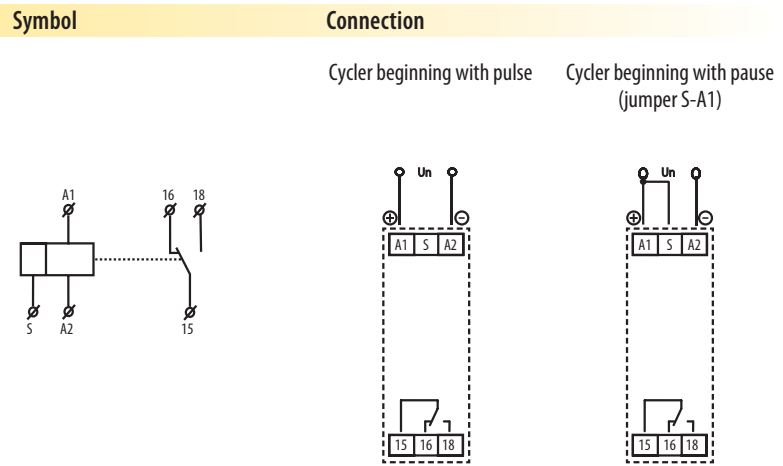 Symbol
Connection
Cycler beginning with pulse
Cycler beginning with pause
(jumper S-A1)
A1
16 18
S A2
15
Un
⊕ ⊖
A1 S A2
15 16 18
Un
⊕ ⊖
A1 S A2
15 16 18